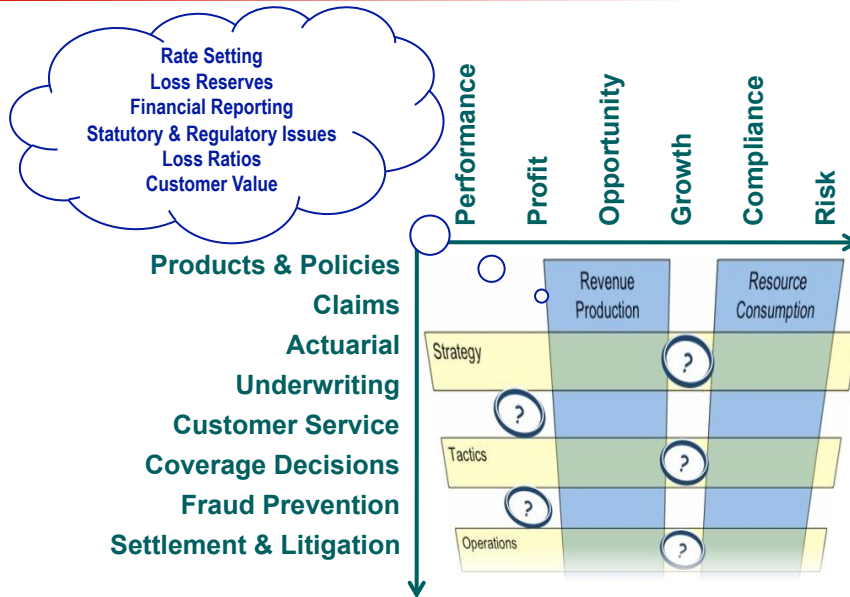 Rate Setting
Loss Reserves
Financial Reporting
Statutory & Regulatory Issues
Loss Ratios
Customer Value
Performance
Profit
Opportunity
Growth
Compliance
Risk
Products & Policies
Claims
Actuarial
Underwriting
Customer Service
Coverage Decisions
Fraud Prevention
Settlement & Litigation
Revenue
Production
Resource
Consumption
Strategy
?
?
Tactics
?
?
Operations
?